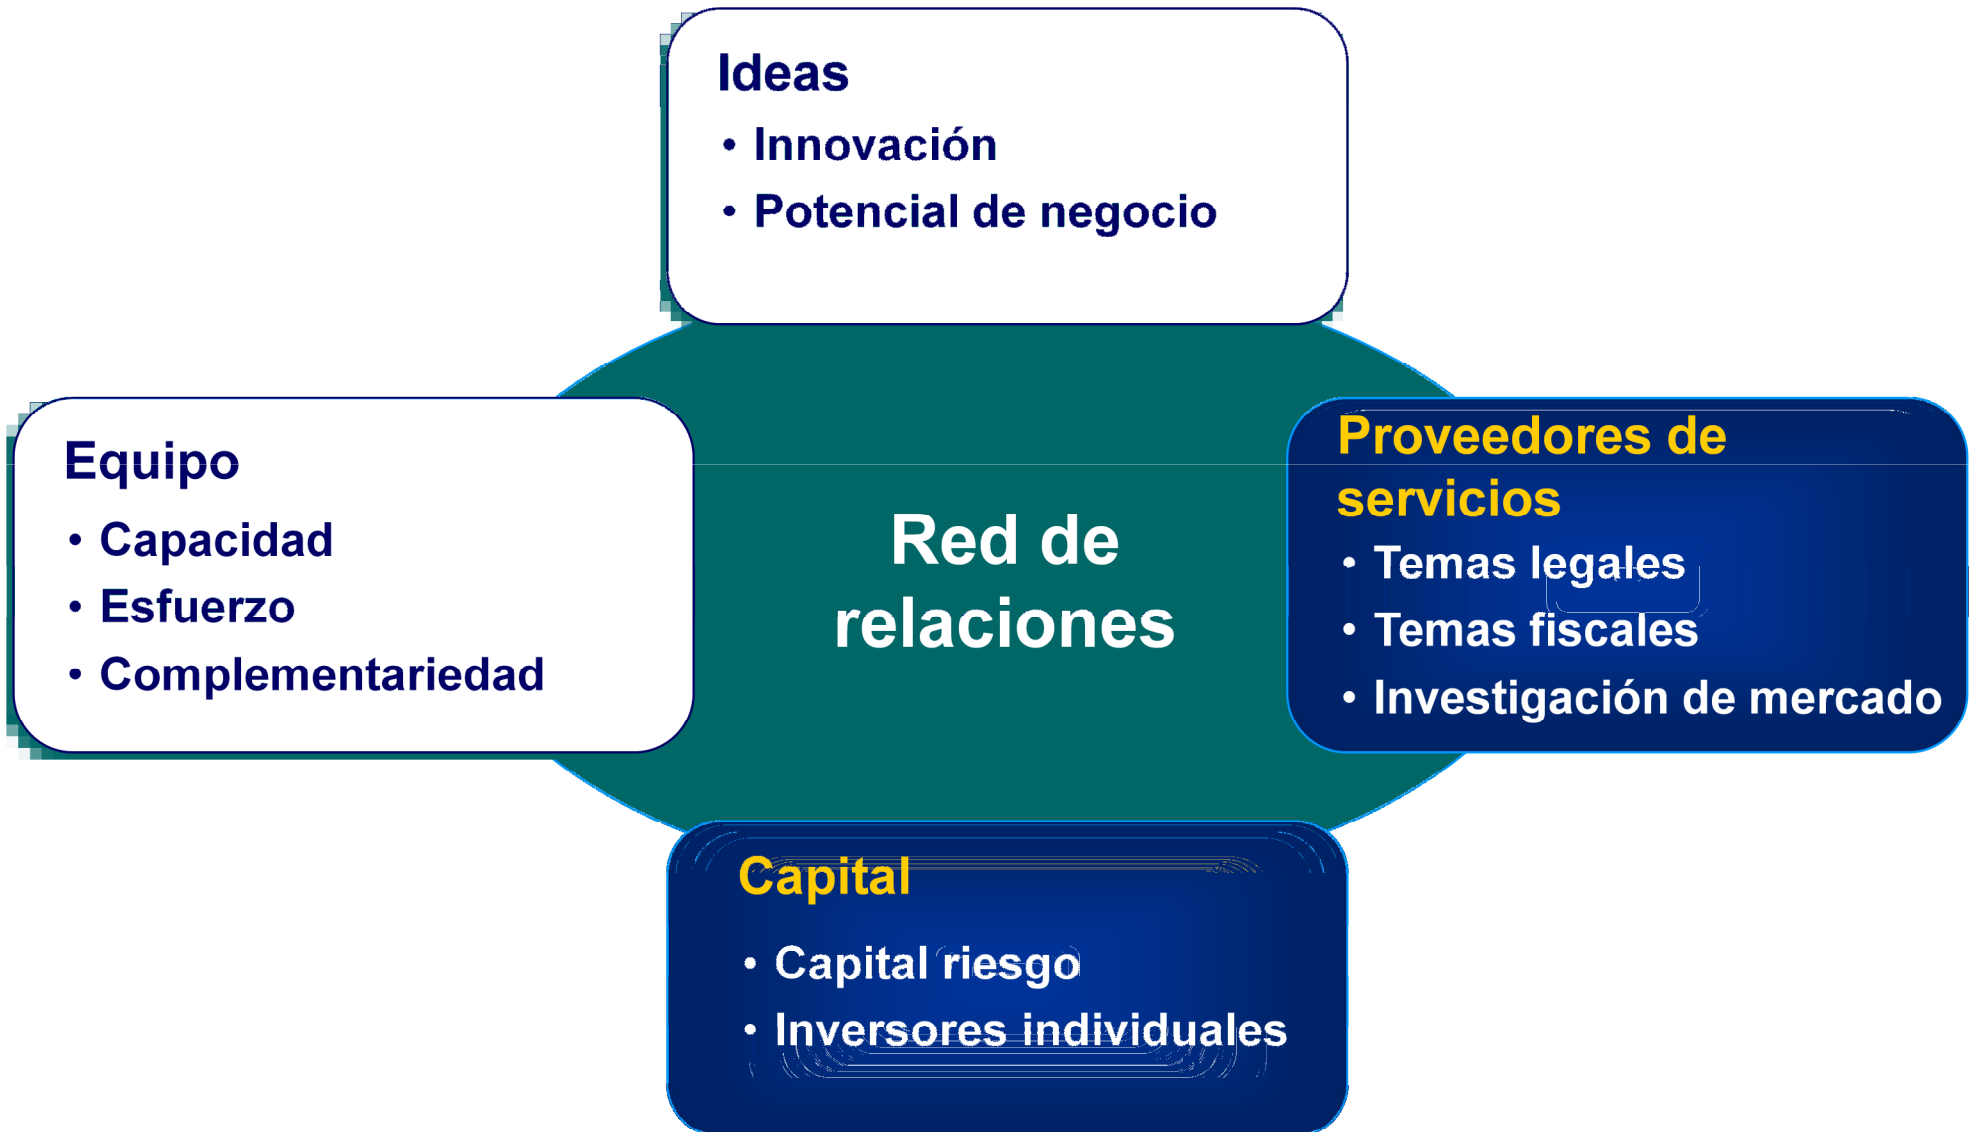 Ideas
• Innovación
• Potencial de negocio
Equipo
• Capacidad
• Esfuerzo
• Complementariedad
Red de
relaciones
Proveedores de
servicios
• Temas legales
• Temas fiscales
• Investigación de mercado
Capital
• Capital riesgo
• Inversores individuales